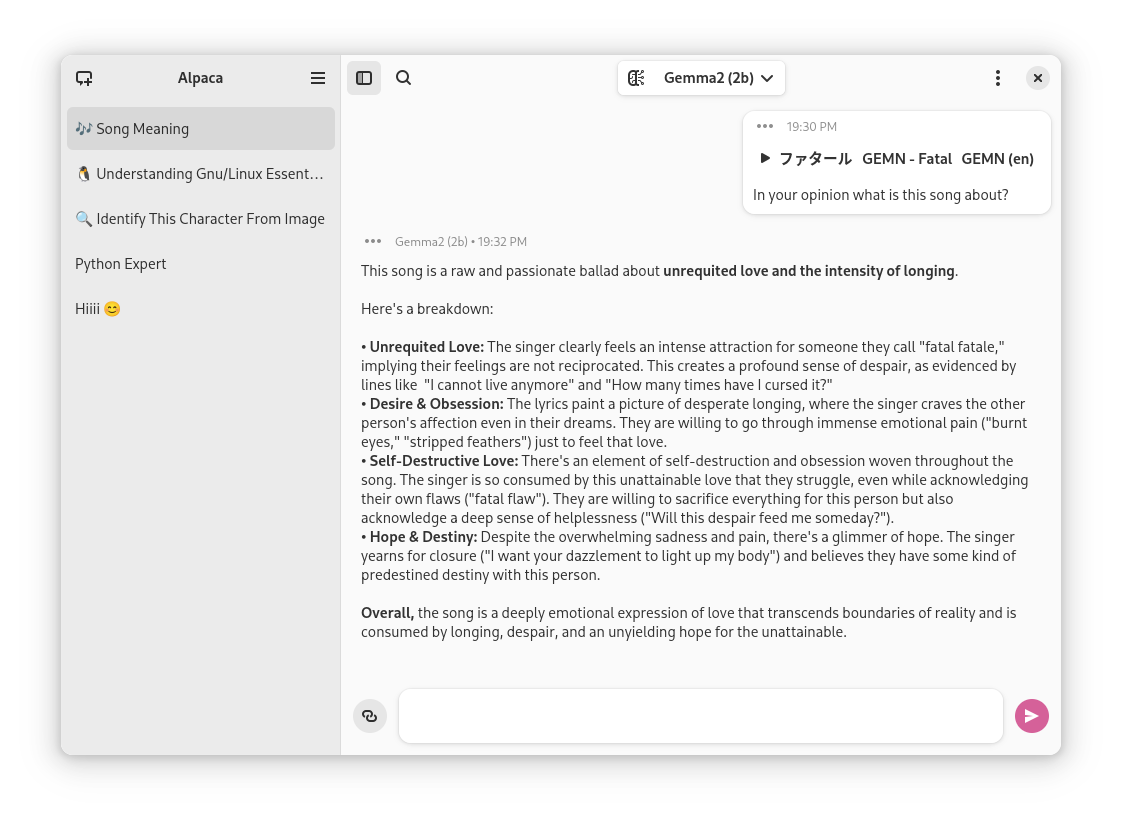 Alpaca
🎶 Song Meaning
🐧 Understanding Gnu/Linux Essent…
🔍 Identify This Character From Image
Python Expert
Hiiii 😊
Gemma2 (2b)
19:30 PM
ファタール GEMN - Fatal GEMN (en)
In your opinion what is this song about?
Gemma2 (2b) • 19:32 PM
This song is a raw and passionate ballad about unrequited love and the intensity of longing.
Here's a breakdown:
• Unrequited Love: The singer clearly feels an intense attraction for someone they call "fatal fatale,"
implying their feelings are not reciprocated. This creates a profound sense of despair, as evidenced by
lines like "I cannot live anymore" and "How many times have I cursed it?"
• Desire & Obsession: The lyrics paint a picture of desperate longing, where the singer craves the other
person's affection even in their dreams. They are willing to go through immense emotional pain ("burnt
eyes," "stripped feathers") just to feel that love.
• Self-Destructive Love: There's an element of self-destruction and obsession woven throughout the
song. The singer is so consumed by this unattainable love that they struggle, even while acknowledging
their own flaws ("fatal flaw"). They are willing to sacrifice everything for this person but also
acknowledge a deep sense of helplessness ("Will this despair feed me someday?").
• Hope & Destiny: Despite the overwhelming sadness and pain, there's a glimmer of hope. The singer
yearns for closure ("I want your dazzlement to light up my body") and believes they have some kind of
predestined destiny with this person.
Overall, the song is a deeply emotional expression of love that transcends boundaries of reality and is
consumed by longing, despair, and an unyielding hope for the unattainable.